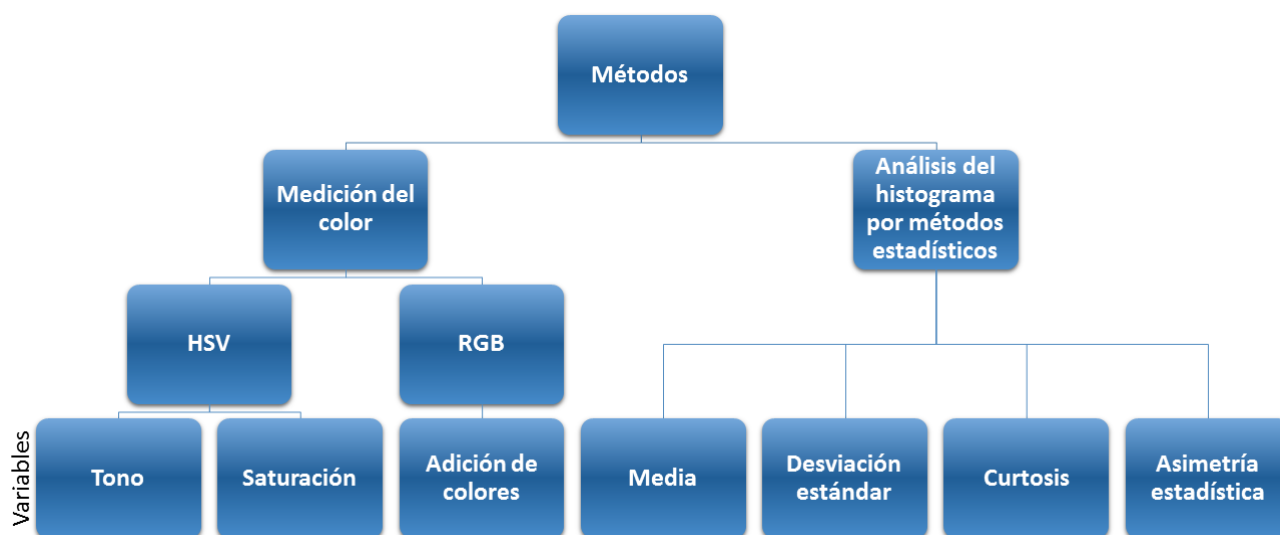 Métodos
Medición del
color
Análisis del
histograma
por métodos
estadísticos
HSV
RGB
Variables
Tono
Saturación
Adición de
colores
Media
Desviación
estándar
Curtosis
Asimetría
estadística